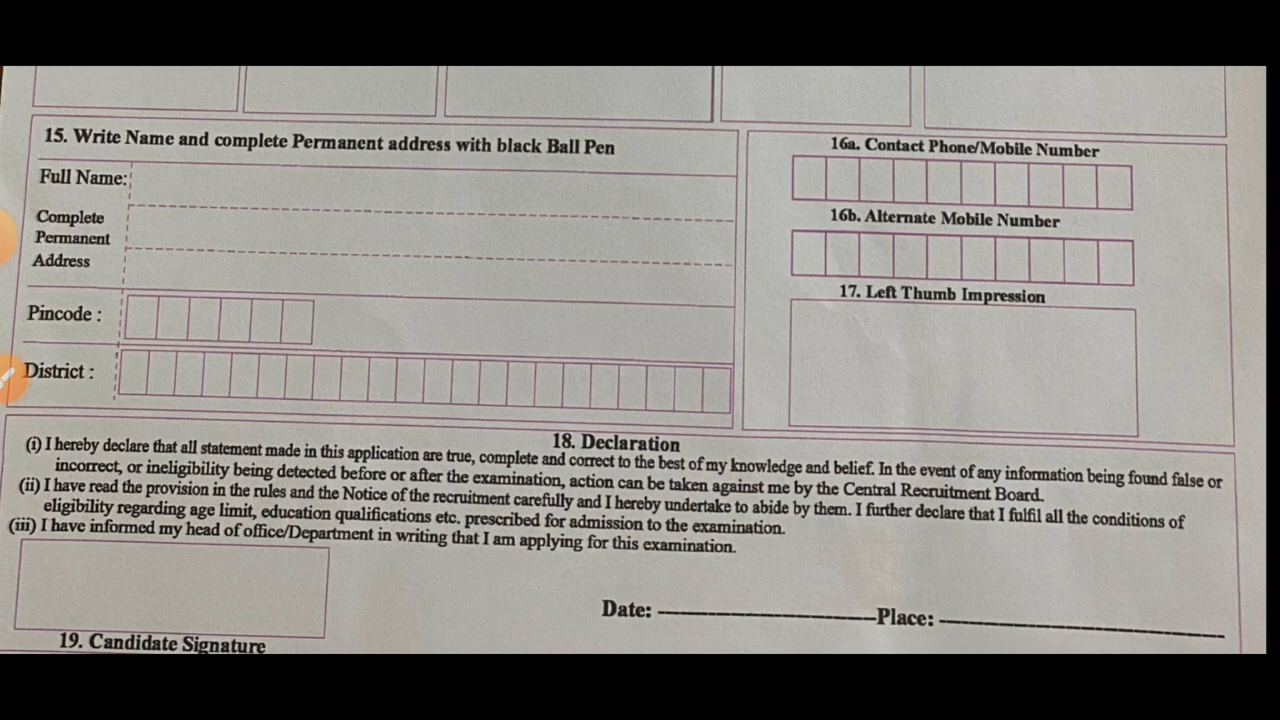 15. Write Name and complete Permanent address with black Ball Pen
Full Name:
Complete
Permanent
Address
Pincode :
District :
16a. Contact Phone/Mobile Number
16b. Alternate Mobile Number
17. Left Thumb Impression
18. Declaration
(i) I hereby declare that all statement made in this application are true, complete and correct to the best of my knowledge and belief. In the event of any information being found false or
incorrect, or ineligibility being detected before or after the examination, action can be taken against me by the Central Recruitment Board.
(ii) I have read the provision in the rules and the Notice of the recruitment carefully and I hereby undertake to abide by them. I further declare that I fulfil all the conditions of
eligibility regarding age limit, education qualifications etc. prescribed for admission to the examination.
(iii) I have informed my head of office/Department in writing that I am applying for this examination.
Date: Place:
19. Candidate Signature